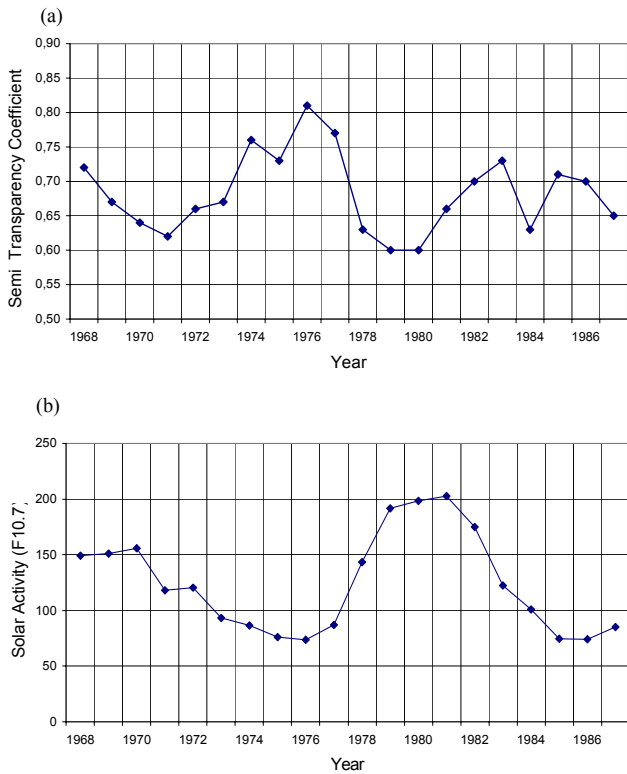 (a)
0,90
0,85
0,80
0,75
0,70
0,65
0,60
0,55
0,50
Semi Transparency Coefficient
1968 1970 1972 1974 1976 1978 1980 1982 1984 1986
Year
(b)
250
200
150
100
50
0
Solar Activity (F10.7)
1968 1970 1972 1974 1976 1978 1980 1982 1984 1986
Year